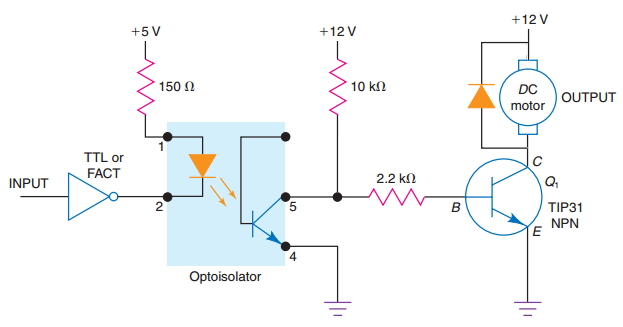 +5 V
+12 V
+12 V
150 Ω
10 kΩ
DC
motor
OUTPUT
1
TTL or
FACT
INPUT
2
5
2.2 kΩ
B
C
Q₁
TIP31
NPN
E
4
Optoisolator